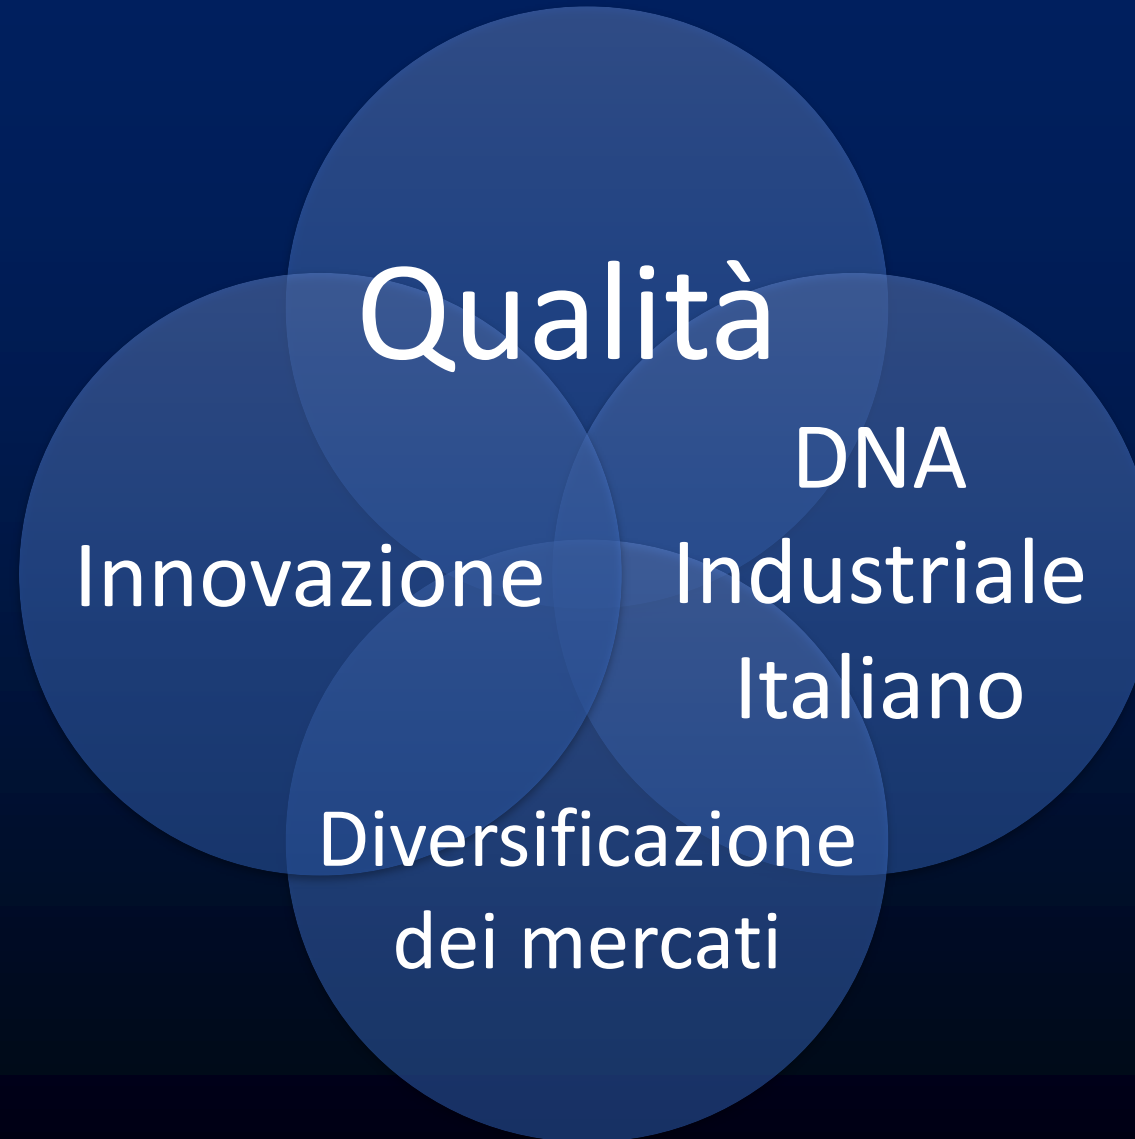 Qualità
Innovazione
DNA
Industriale
Italiano
Diversificazione
dei mercati